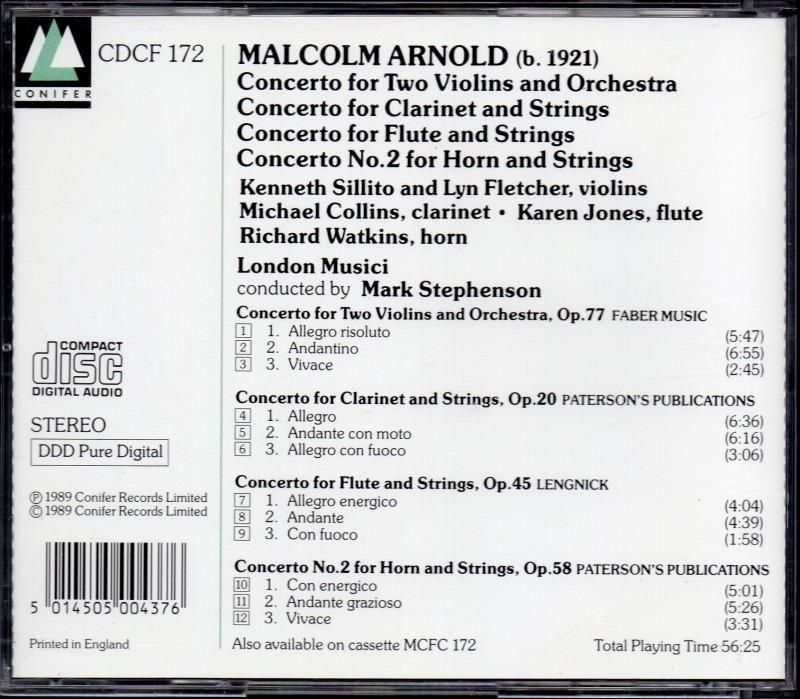 CONIFER
CDCF 172
MALCOLM ARNOLD (b. 1921)
Concerto for Two Violins and Orchestra
Concerto for Clarinet and Strings
Concerto for Flute and Strings
Concerto No.2 for Horn and Strings
Kenneth Sillito and Lyn Fletcher, violins
Michael Collins, clarinet • Karen Jones, flute
Richard Watkins, horn
London Musici
conducted by Mark Stephenson
Concerto for Two Violins and Orchestra, Op.77 FABER MUSIC
1 1. Allegro risoluto (5:47)
2 2. Andantino (6:55)
3 3. Vivace (2:45)
Concerto for Clarinet and Strings, Op.20 PATERSON'S PUBLICATIONS
4 1. Allegro (6:36)
5 2. Andante con moto (6:16)
6 3. Allegro con fuoco (3:06)
Concerto for Flute and Strings, Op.45 LENGNICK
7 1. Allegro energico (4:04)
8 2. Andante (4:39)
9 3. Con fuoco (1:58)
Concerto No.2 for Horn and Strings, Op.58 PATERSON'S PUBLICATIONS
10 1. Con energico (5:01)
11 2. Andante grazioso (5:26)
12 3. Vivace (3:31)
Also available on cassette MCFC 172 Total Playing Time 56:25
COMPACT
disc
DIGITAL AUDIO
STEREO
DDD Pure Digital
℗ 1989 Conifer Records Limited
© 1989 Conifer Records Limited
5 014505 004376
Printed in England